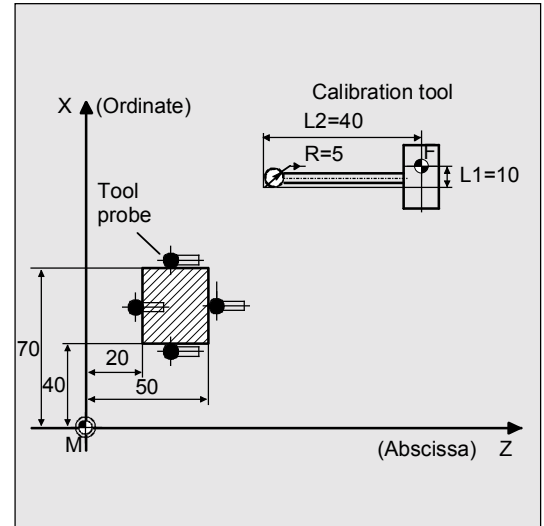 Calibration tool
X (Ordinate)
L2=40
R=5
F
L1=10
Tool
probe
70
20
40
50
M
(Abscissa) Z